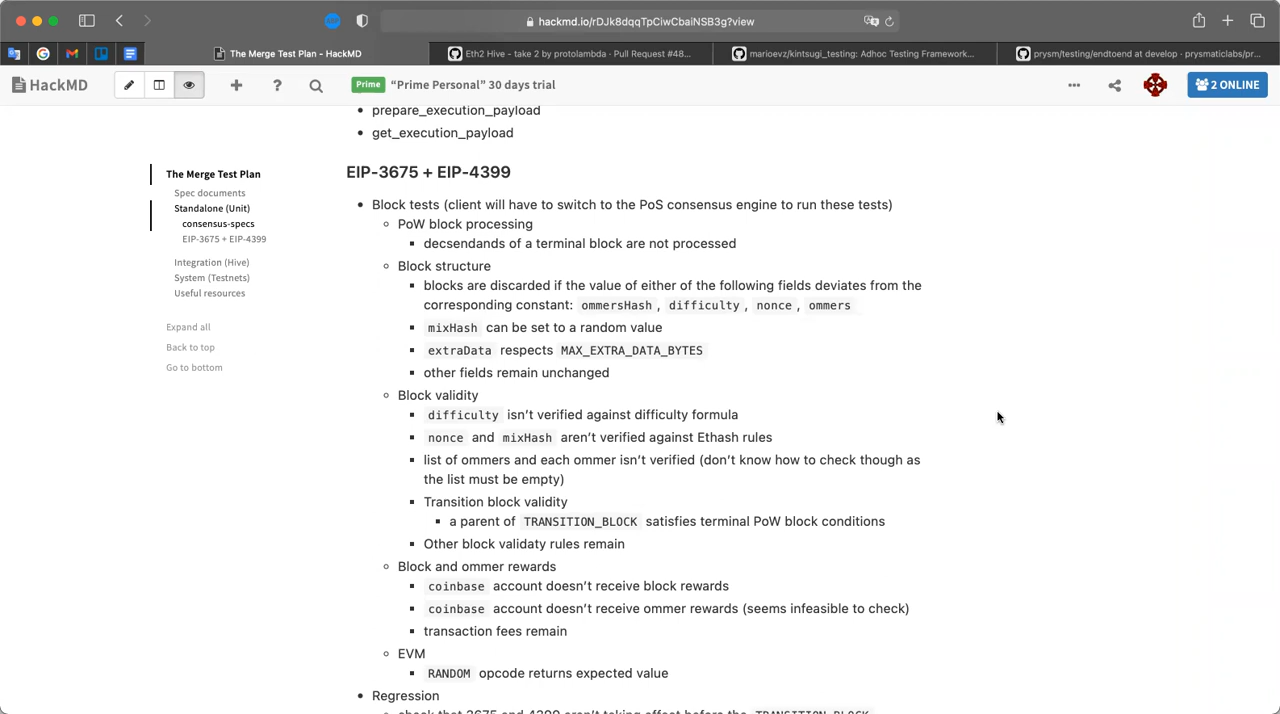 hackmd.io/rDJk8dqqTpCiwCbaiNSB3g?view
The Merge Test Plan - HackMD
Eth2 Hive - take 2 by protolambda · Pull Request #48...
marioevz/kintsugi_testing: Adhoc Testing Framework...
prysm/testing/endtoend at develop · prysmaticlabs/pr...
HackMD
Prime
“Prime Personal” 30 days trial
2 ONLINE
The Merge Test Plan
Spec documents
Standalone (Unit)
consensus-specs
EIP-3675 + EIP-4399
Integration (Hive)
System (Testnets)
Useful resources
Expand all
Back to top
Go to bottom
prepare_execution_payload
get_execution_payload
EIP-3675 + EIP-4399
Block tests (client will have to switch to the PoS consensus engine to run these tests)
PoW block processing
decsendands of a terminal block are not processed
Block structure
blocks are discarded if the value of either of the following fields deviates from the
corresponding constant: ommersHash , difficulty , nonce , ommers
mixHash can be set to a random value
extraData respects MAX_EXTRA_DATA_BYTES
other fields remain unchanged
Block validity
difficulty isn’t verified against difficulty formula
nonce and mixHash aren’t verified against Ethash rules
list of ommers and each ommer isn’t verified (don’t know how to check though as
the list must be empty)
Transition block validity
a parent of TRANSITION_BLOCK satisfies terminal PoW block conditions
Other block validaty rules remain
Block and ommer rewards
coinbase account doesn’t receive block rewards
coinbase account doesn’t receive ommer rewards (seems infeasible to check)
transaction fees remain
EVM
RANDOM opcode returns expected value
Regression
check that 3675 and 4399 aren’t taking effect before the TRANSITION_BLOCK